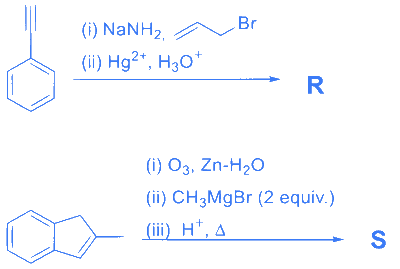 (i) NaNH₂, Br
(ii) Hg²⁺, H₃O⁺
R
(i) O₃, Zn-H₂O
(ii) CH₃MgBr (2 equiv.)
(iii) H⁺, Δ
S